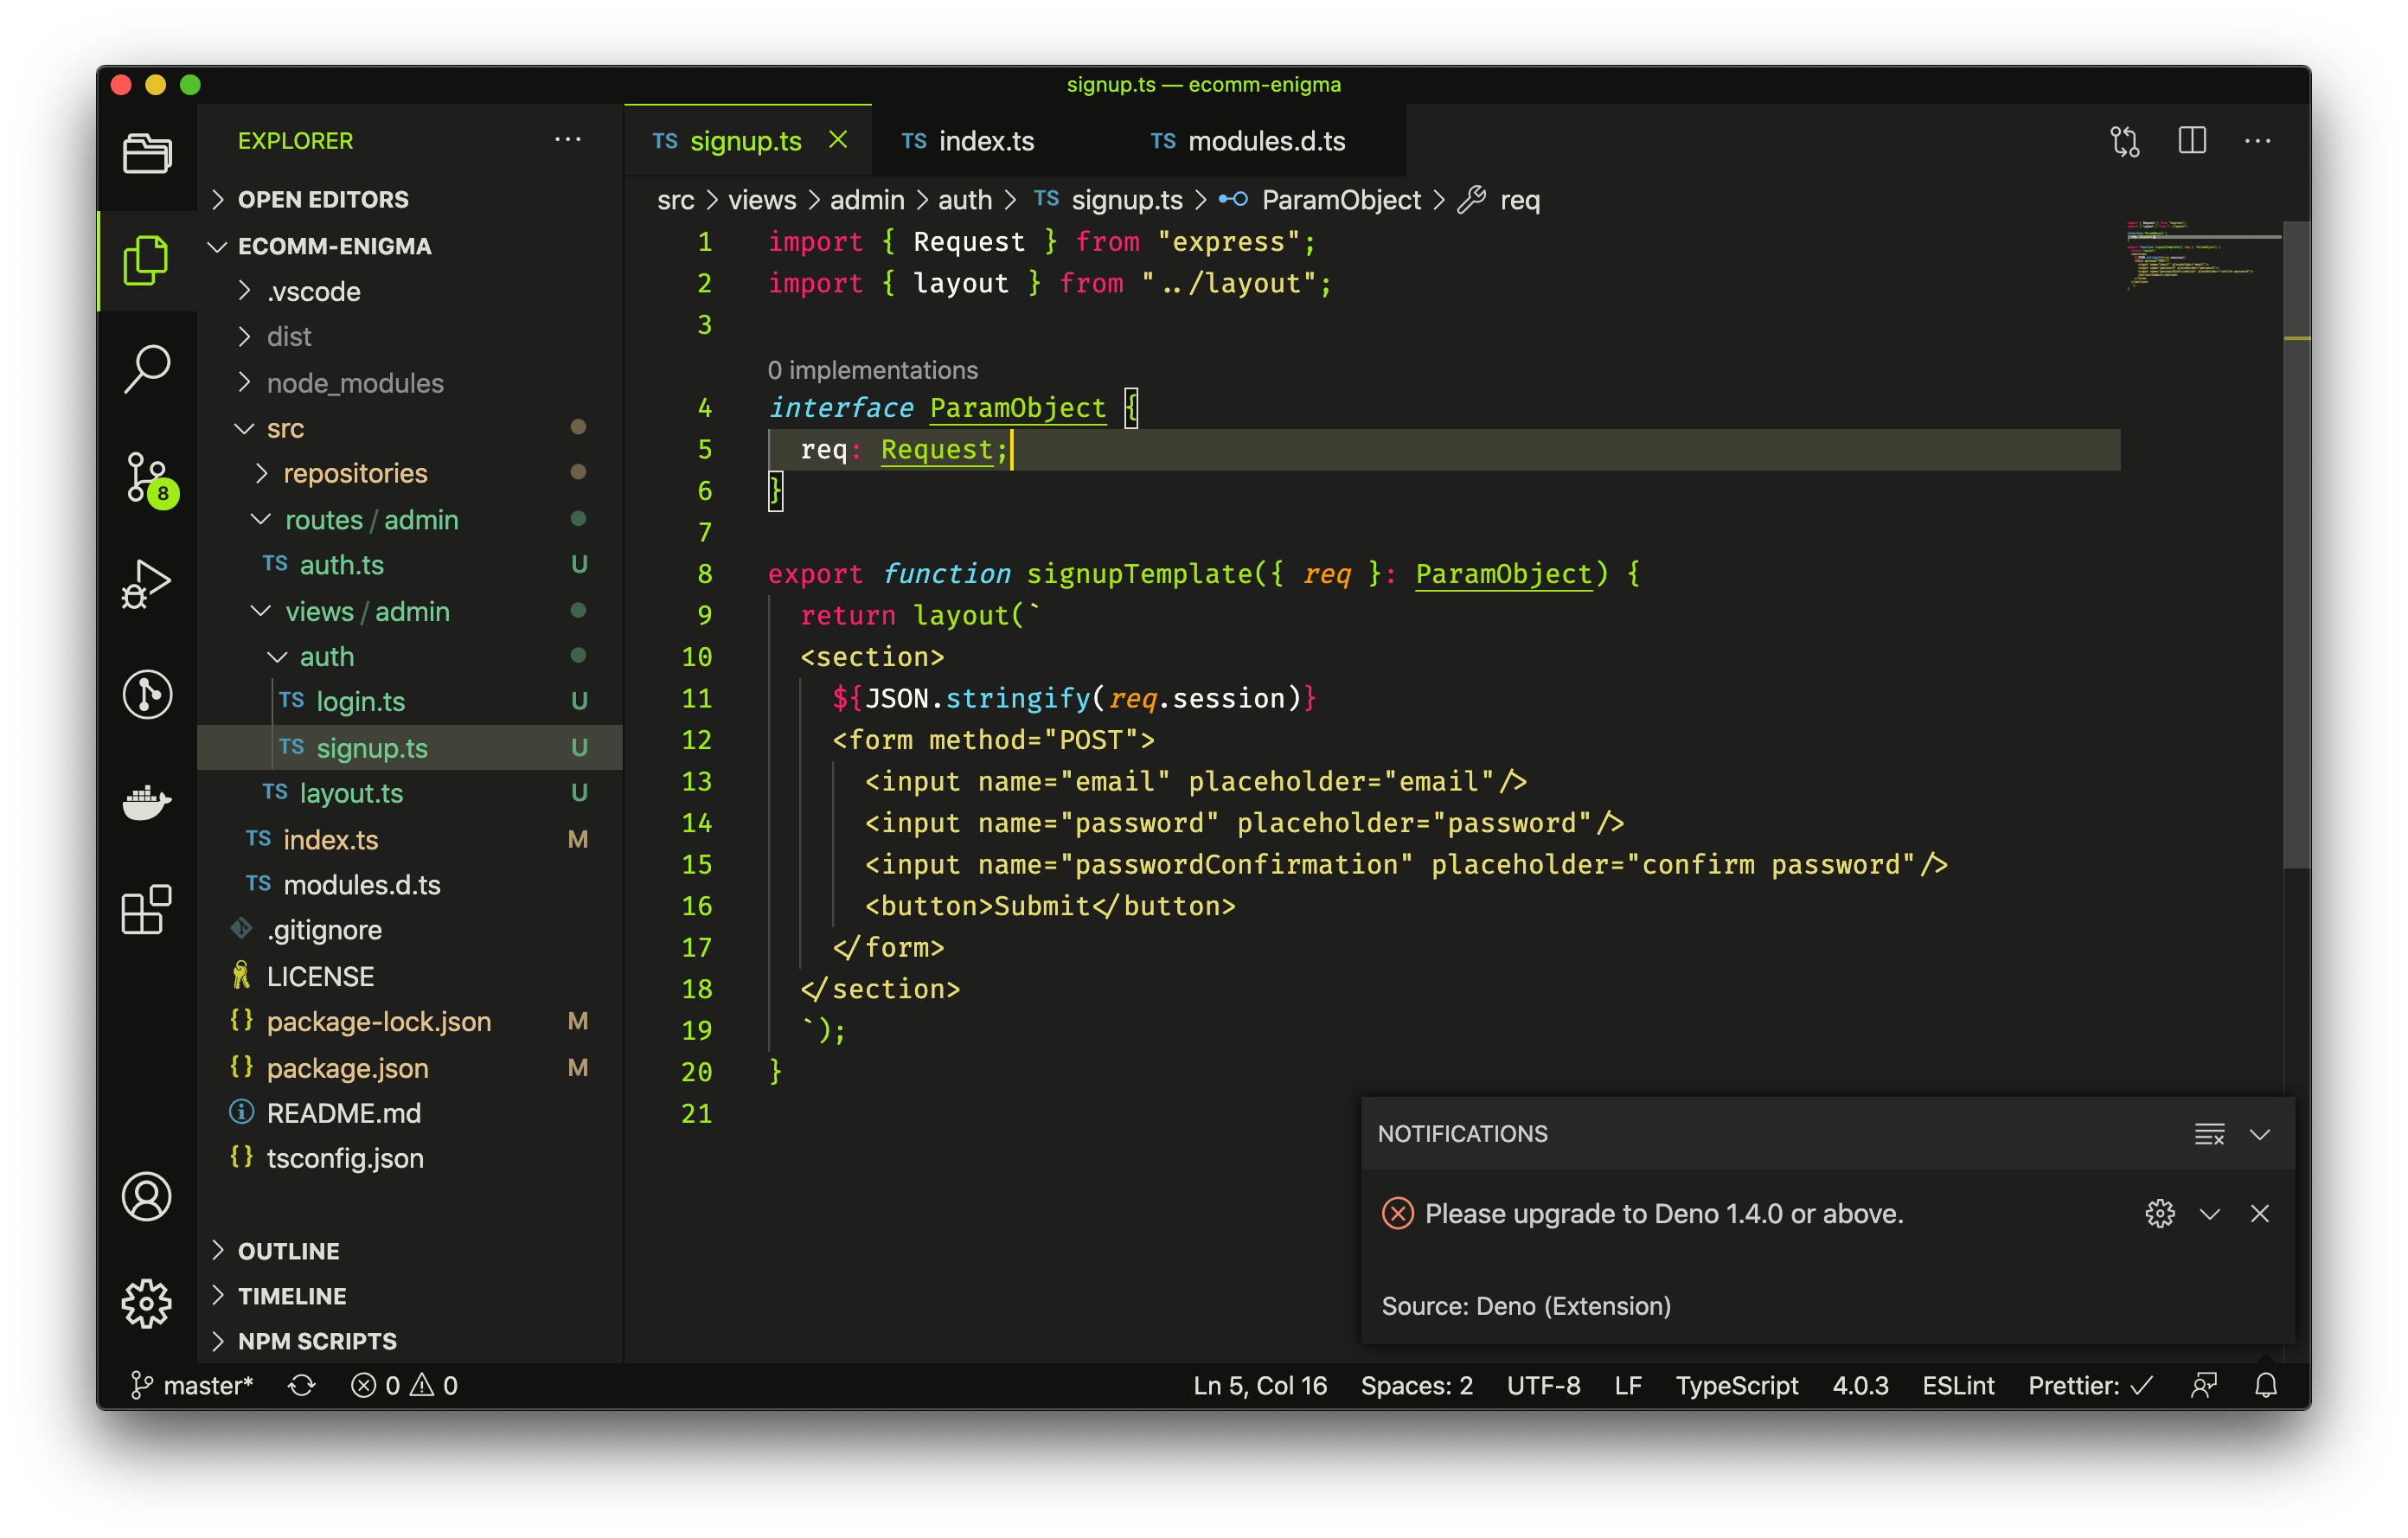 signup.ts — ecomm-enigma
EXPLORER
OPEN EDITORS
ECOMM-ENIGMA
.vscode
dist
node_modules
src
repositories
routes / admin
TS auth.ts U
views / admin
auth
TS login.ts U
TS signup.ts U
TS layout.ts U
TS index.ts M
TS modules.d.ts
.gitignore
LICENSE
{} package-lock.json M
{} package.json M
README.md
{} tsconfig.json
OUTLINE
TIMELINE
NPM SCRIPTS
8
TS signup.ts
TS index.ts
TS modules.d.ts
src > views > admin > auth > TS signup.ts > ParamObject > req
1 import { Request } from "express";
2 import { layout } from "../layout";
3
0 implementations
4 interface ParamObject {
5 req: Request;
6 }
7
8 export function signupTemplate({ req }: ParamObject) {
9 return layout(`
10 <section>
11 ${JSON.stringify(req.session)}
12 <form method="POST">
13 <input name="email" placeholder="email"/>
14 <input name="password" placeholder="password"/>
15 <input name="passwordConfirmation" placeholder="confirm password"/>
16 <button>Submit</button>
17 </form>
18 </section>
19 `);
20 }
21
NOTIFICATIONS
Please upgrade to Deno 1.4.0 or above.
Source: Deno (Extension)
master* 0 0 Ln 5, Col 16 Spaces: 2 UTF-8 LF TypeScript 4.0.3 ESLint Prettier: ✓